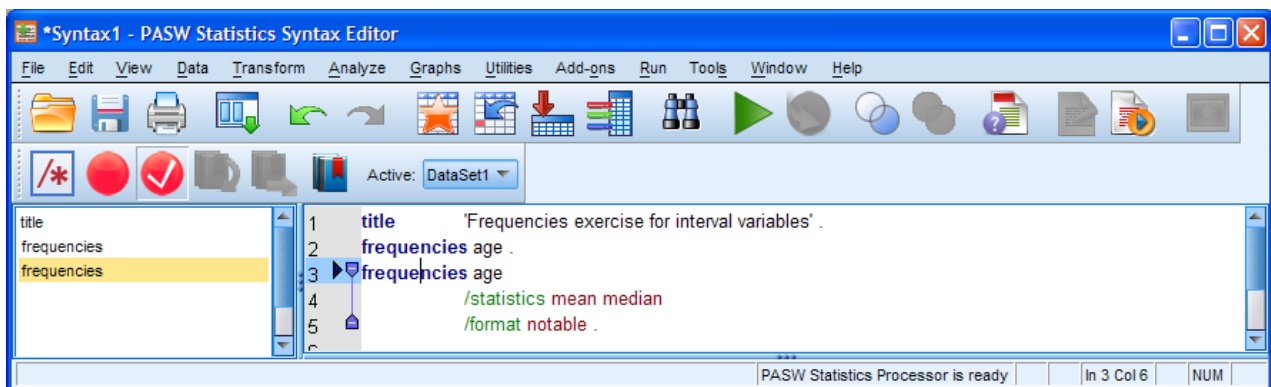 *Syntax1 - PASW Statistics Syntax Editor
File Edit View Data Transform Analyze Graphs Utilities Add-ons Run Tools Window Help
/*
Active: DataSet1
title
frequencies
frequencies
1 title 'Frequencies exercise for interval variables' .
2 frequencies age .
3 frequencies age
4 /statistics mean median
5 /format notable .
PASW Statistics Processor is ready In 3 Col 6 NUM